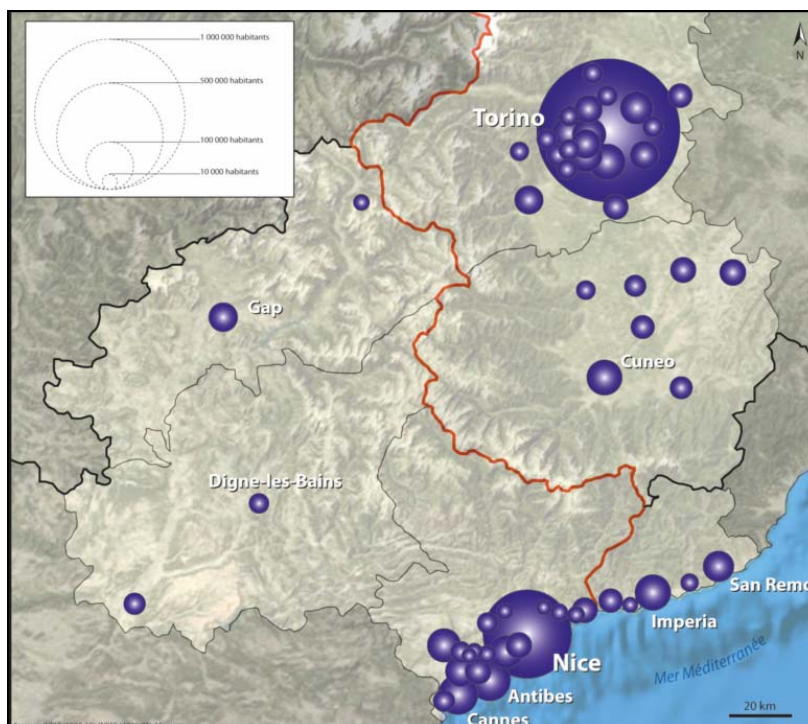 1 000 000 habitants
500 000 habitants
100 000 habitants
10 000 habitants
N
Torino
Gap
Cuneo
Digne-les-Bains
San Remo
Imperia
Nice
Mer Méditerranée
Antibes
Cannes
20 km